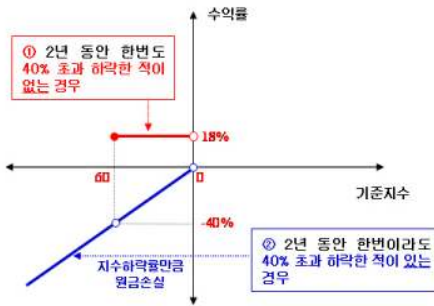 수익률
① 2년 동안 한번도
40% 초과 하락한 적이
없는 경우
18%
60
0
기준지수
-40%
지수하락률만큼
원금손실
② 2년 동안 한번이라도
40% 초과 하락한 적이 있는
경우